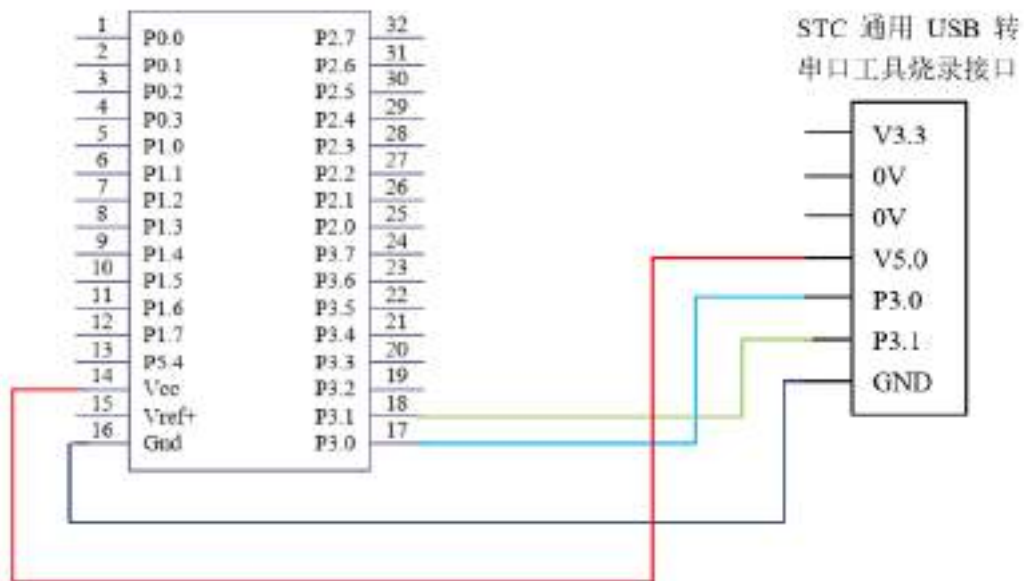 1 P0.0 P2.7 32
2 P0.1 P2.6 31
3 P0.2 P2.5 30
4 P0.3 P2.4 29
5 P1.0 P2.3 28
6 P1.1 P2.2 27
7 P1.2 P2.1 26
8 P1.3 P2.0 25
9 P1.4 P3.7 24
10 P1.5 P3.6 23
11 P1.6 P3.5 22
12 P1.7 P3.4 21
13 P5.4 P3.3 20
14 Vcc P3.2 19
15 Vref+ P3.1 18
16 Gnd P3.0 17
STC 通用 USB 转
串口工具烧录接口
V3.3
0V
0V
V5.0
P3.0
P3.1
GND